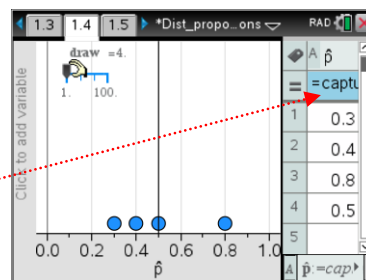 1.3 1.4 1.5 *Dist_propo...ons RAD
draw =4.
1. 100.
Click to add variable
0.0 0.2 0.4 0.6 0.8 1.0
p̂
A p̂
= =captu
1 0.3
2 0.4
3 0.8
4 0.5
5
A p̂:=cap.